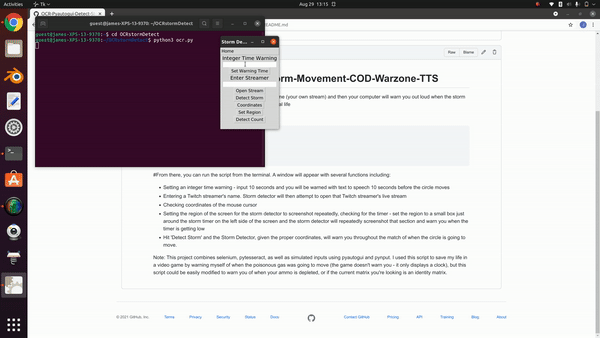 Activities
Tk
Aug 29 13:15
guest@james-XPS-13-9370: ~/OCRstormDetect
guest@james-XPS-13-9370:~$ cd OCRstormDetect
guest@james-XPS-13-9370:~/OCRstormDetect$ python3 ocr.py
OCR-Pyautogui-Detect-S
README.md
Storm De...
Home
Integer Time Warning
Set Warning Time
Enter Streamer
Open Stream
Detect Storm
Coordinates
Set Region
Detect Count
Raw
Blame
orm-Movement-COD-Warzone-TTS
me (your own stream) and then your computer will warn you out loud when the storm
al life
#From there, you can run the script from the terminal. A window will appear with several functions including:
• Setting an integer time warning - input 10 seconds and you will be warned with text to speech 10 seconds before the circle moves
• Entering a Twitch streamer's name. Storm detector will then attempt to open that Twitch streamer's live stream
• Checking coordinates of the mouse cursor
• Setting the region of the screen for the storm detector to screenshot repeatedly, checking for the timer - set the region to a small box just
around the storm timer on the left side of the screen and the storm detector will repeatedly screenshot that section and warn you when the
timer is getting low
• Hit 'Detect Storm' and the Storm Detector, given the proper coordinates, will warn you throughout the match of when the circle is going to
move.
Note: This project combines selenium, pytesseract, as well as simulated inputs using pyautogui and pynput. I used this script to save my life in
a video game by warning myself of when the poisonous gas was going to move (the game doesn't warn you - it only displays a clock), but this
script could be easily modified to warn you of when your ammo is depleted, or if the current matrix you're looking is an identity matrix.
© 2021 GitHub, Inc.
Terms
Privacy
Security
Status
Docs
Contact GitHub
Pricing
API
Training
Blog
About